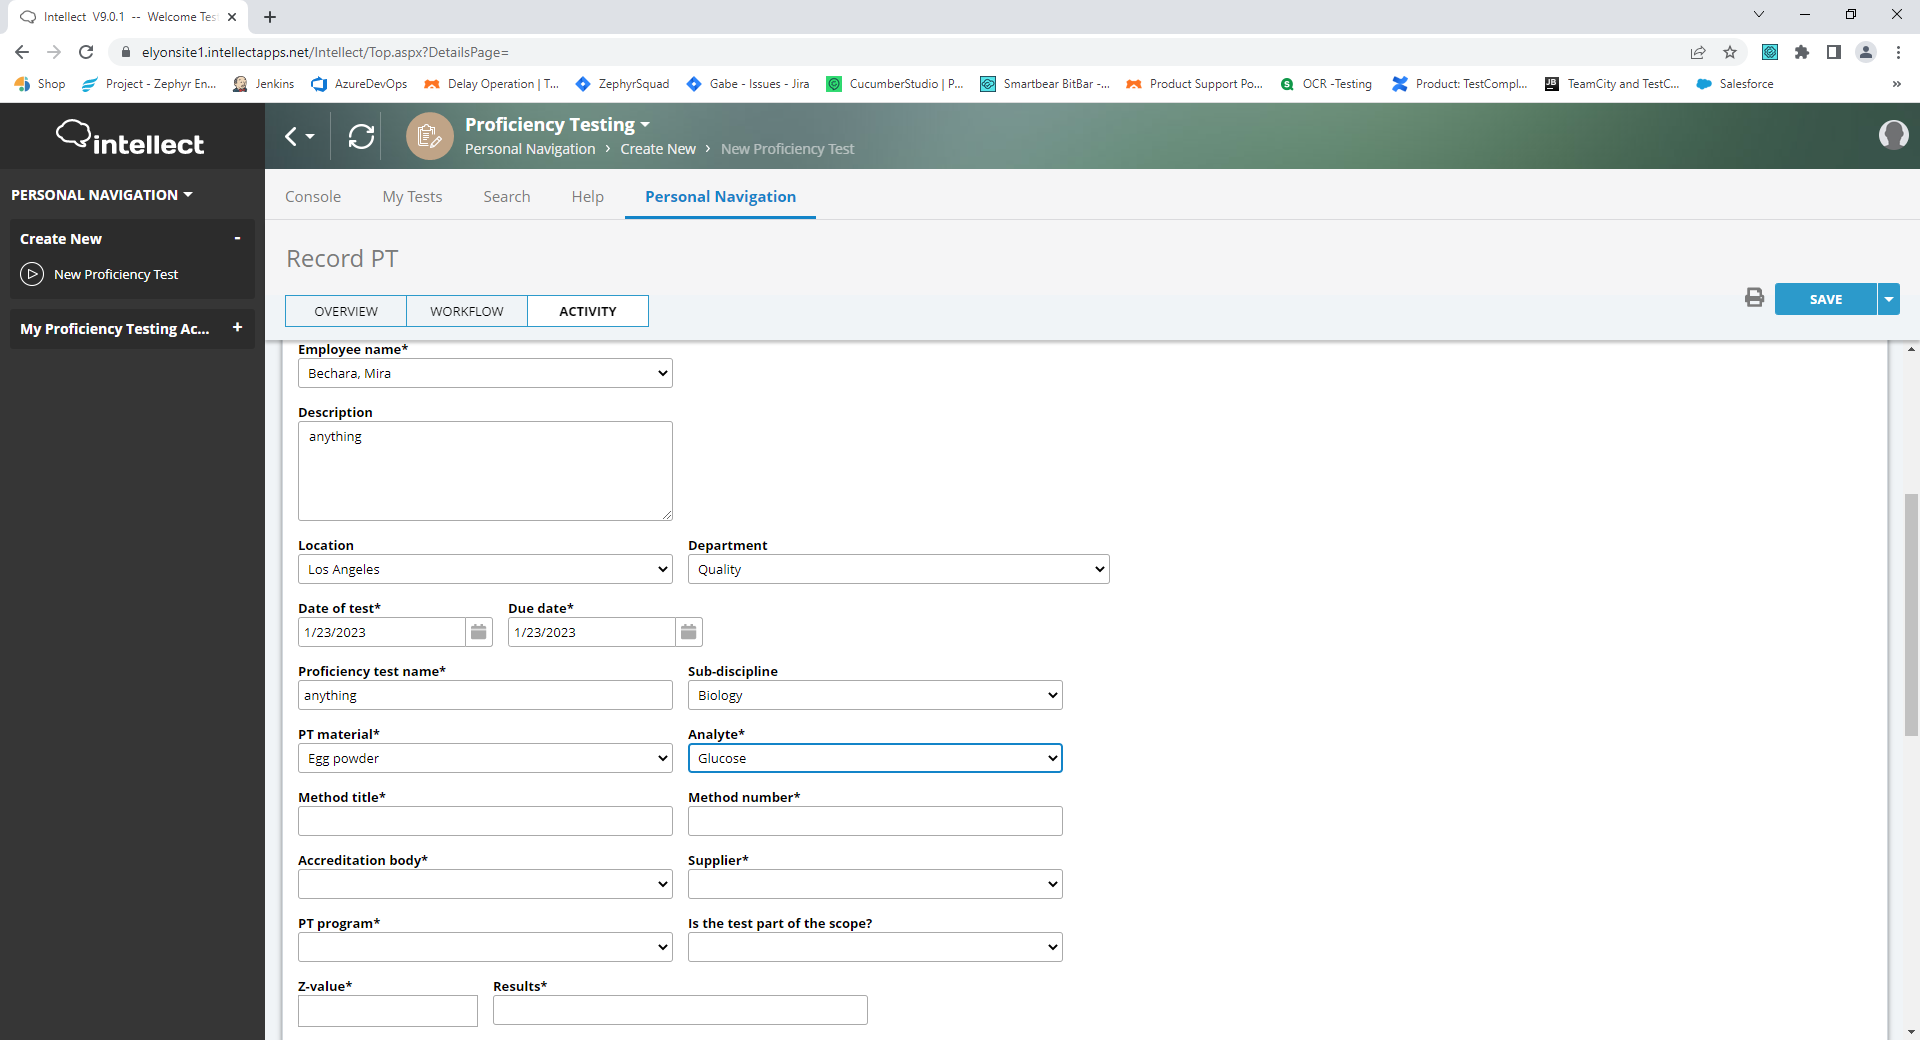 Intellect V9.0.1 -- Welcome Tes
elyonsite1.intellectapps.net/Intellect/Top.aspx?DetailsPage=
Shop
Project - Zephyr En...
Jenkins
AzureDevOps
Delay Operation | T...
ZephyrSquad
Gabe - Issues - Jira
CucumberStudio | P...
Smartbear BitBar -...
Product Support Po...
OCR -Testing
Product: TestCompl...
TeamCity and TestC...
Salesforce
»
intellect
Proficiency Testing
Personal Navigation › Create New › New Proficiency Test
PERSONAL NAVIGATION
Create New -
New Proficiency Test
My Proficiency Testing Ac... +
Console My Tests Search Help Personal Navigation
Record PT
OVERVIEW WORKFLOW ACTIVITY
SAVE
Employee name*
Bechara, Mira
Description
anything
Location Department
Los Angeles Quality
Date of test* Due date*
1/23/2023 1/23/2023
Proficiency test name* Sub-discipline
anything Biology
PT material* Analyte*
Egg powder Glucose
Method title* Method number*
Accreditation body* Supplier*
PT program* Is the test part of the scope?
Z-value* Results*